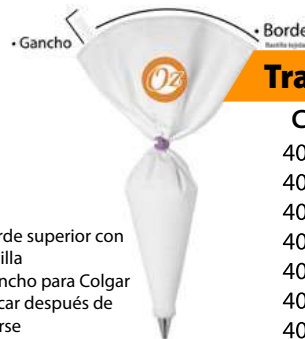 • Gancho
• Borde
Oz
Tra
C
40
40
40
40
40
40
40
rde superior con
illa
ncho para Colgar
car después de
rse